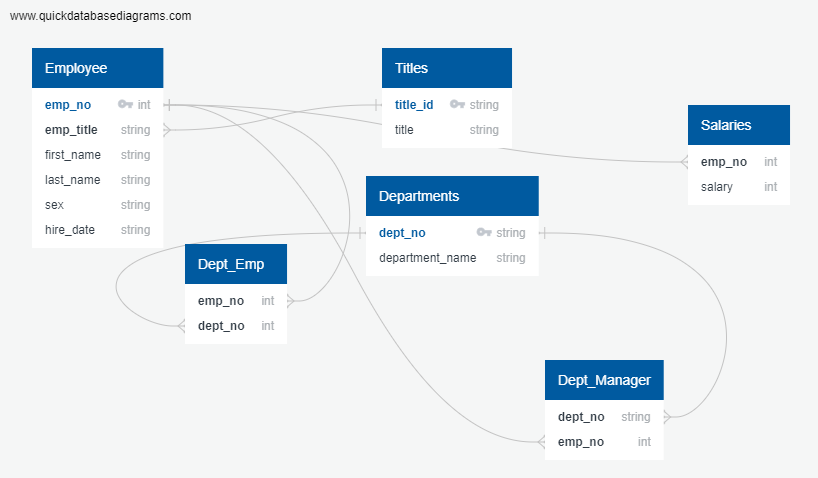 www.quickdatabasediagrams.com
Employee
emp_no int
emp_title string
first_name string
last_name string
sex string
hire_date string
Titles
title_id string
title string
Salaries
emp_no int
salary int
Departments
dept_no string
department_name string
Dept_Emp
emp_no int
dept_no int
Dept_Manager
dept_no string
emp_no int